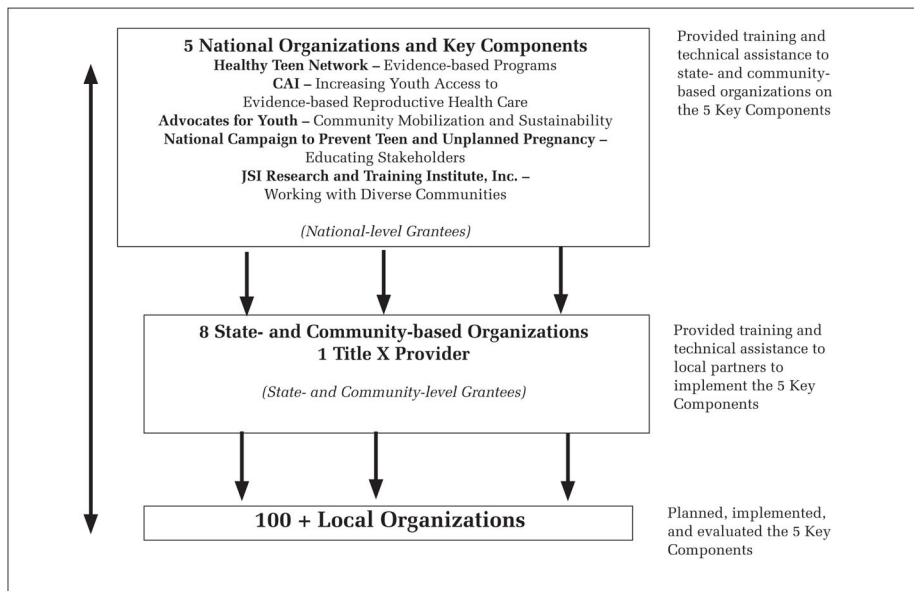 5 National Organizations and Key Components
Healthy Teen Network – Evidence-based Programs
CAI – Increasing Youth Access to
Evidence-based Reproductive Health Care
Advocates for Youth – Community Mobilization and Sustainability
National Campaign to Prevent Teen and Unplanned Pregnancy –
Educating Stakeholders
JSI Research and Training Institute, Inc. –
Working with Diverse Communities
(National-level Grantees)
Provided training and
technical assistance to
state- and community-
based organizations on
the 5 Key Components
8 State- and Community-based Organizations
1 Title X Provider
(State- and Community-level Grantees)
Provided training and
technical assistance to
local partners to
implement the 5 Key
Components
100 + Local Organizations
Planned, implemented,
and evaluated the 5 Key
Components